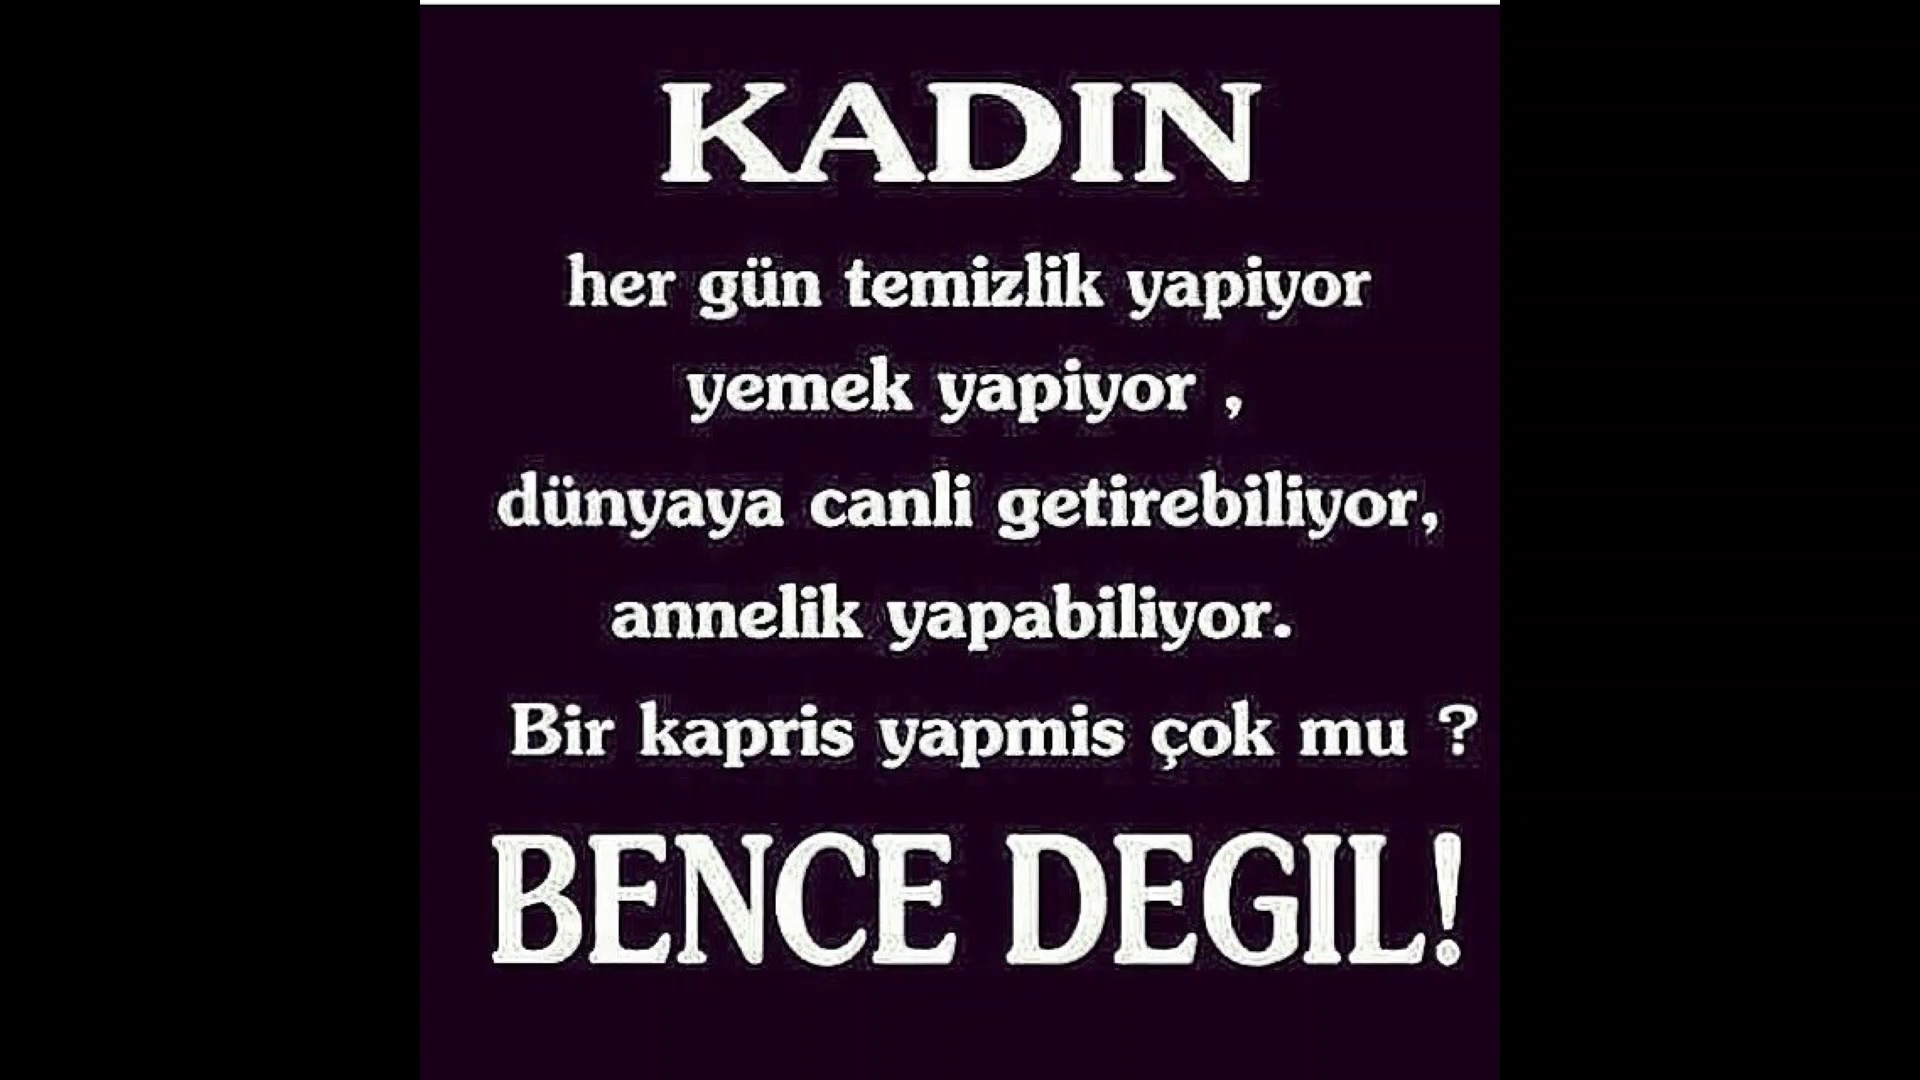 KADIN
her gün temizlik yapiyor
yemek yapiyor ,
dünyaya canli getirebiliyor,
annelik yapabiliyor.
Bir kapris yapmis çok mu ?
BENCE DEGIL!